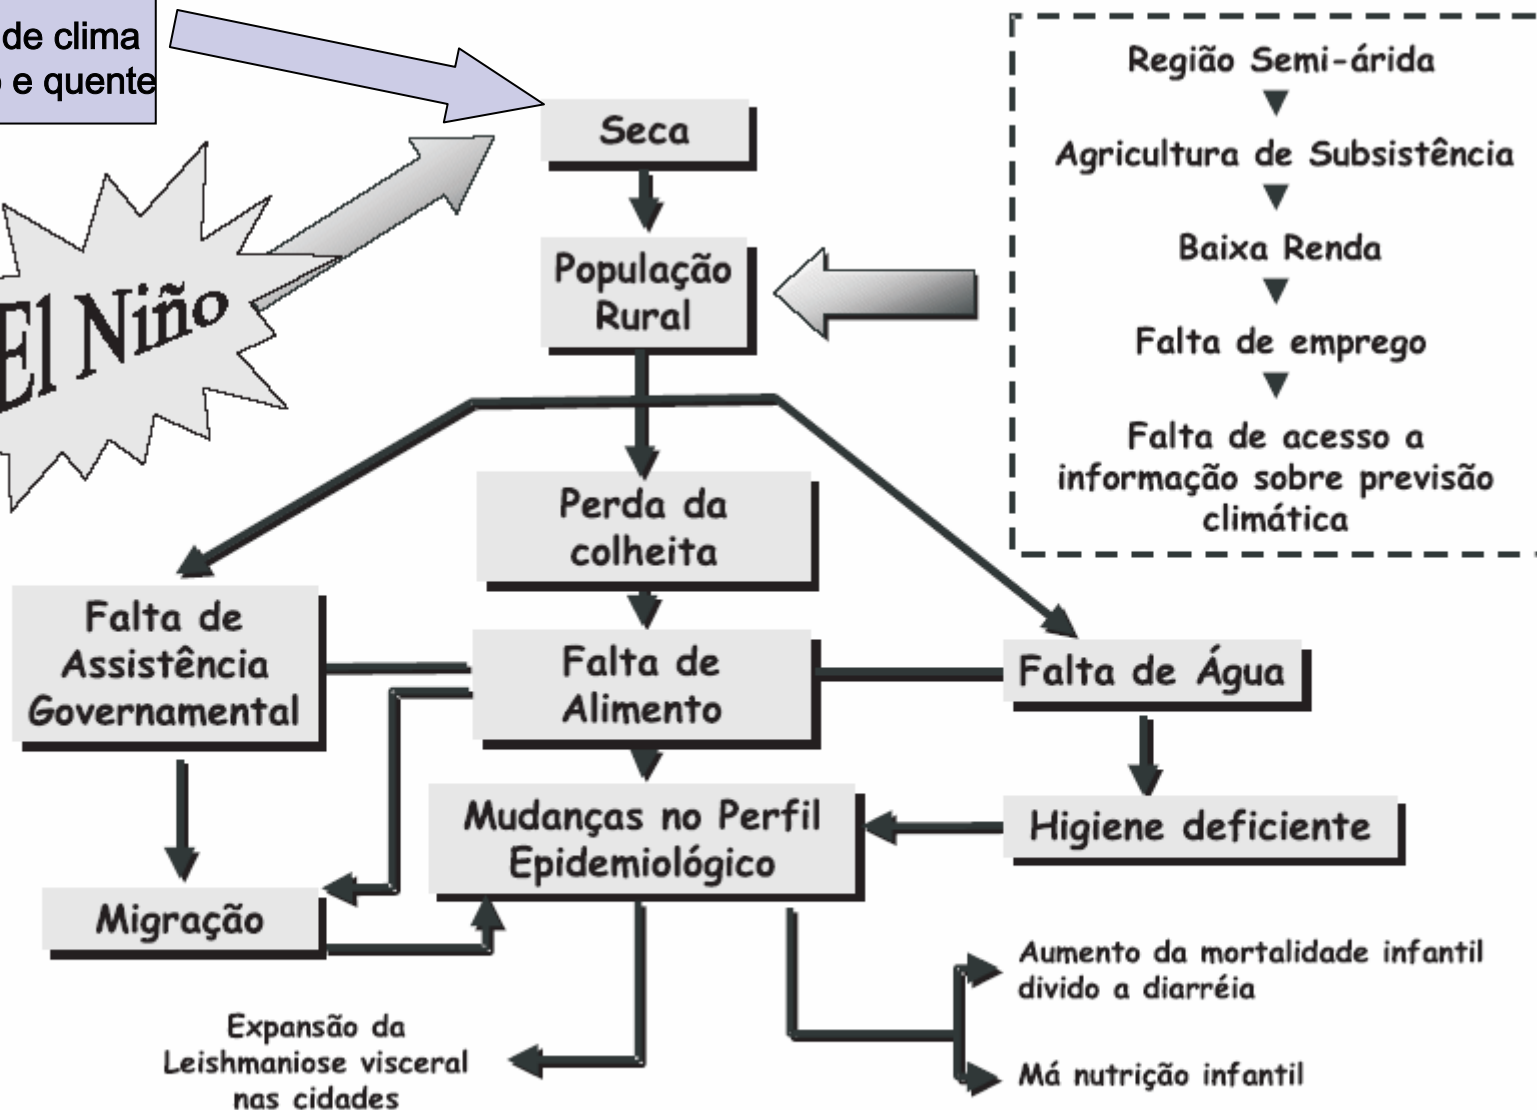 de clima
e quente
Seca
El Niño
População
Rural
Região Semi-árida
Agricultura de Subsistência
Baixa Renda
Falta de emprego
Falta de acesso a
informação sobre previsão
climática
Perda da
colheita
Falta de
Assistência
Governamental
Falta de
Alimento
Falta de Água
Mudanças no Perfil
Epidemiológico
Higiene deficiente
Migração
Aumento da mortalidade infantil
divido a diarréia
Expansão da
Leishmaniose visceral
nas cidades
Má nutrição infantil